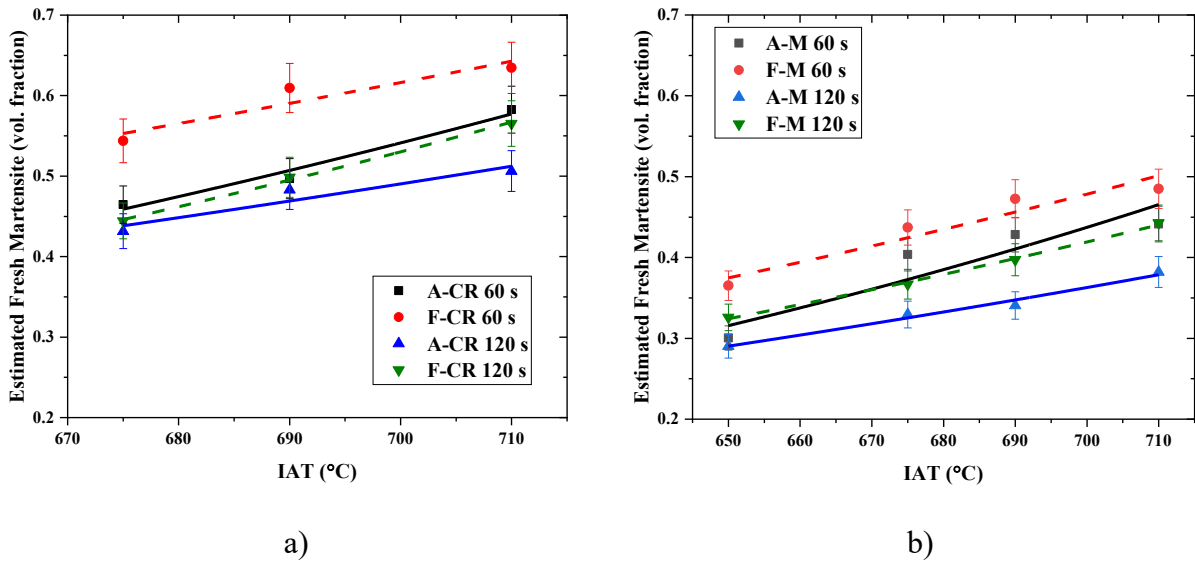 Estimated Fresh Martensite (vol. fraction)
0.7
0.6
0.5
0.4
0.3
0.2
A-CR 60 s
F-CR 60 s
A-CR 120 s
F-CR 120 s
670 680 690 700 710
IAT (°C)
a)
Estimated Fresh Martensite (vol. fraction)
0.7
0.6
0.5
0.4
0.3
0.2
A-M 60 s
F-M 60 s
A-M 120 s
F-M 120 s
650 660 670 680 690 700 710
IAT (°C)
b)